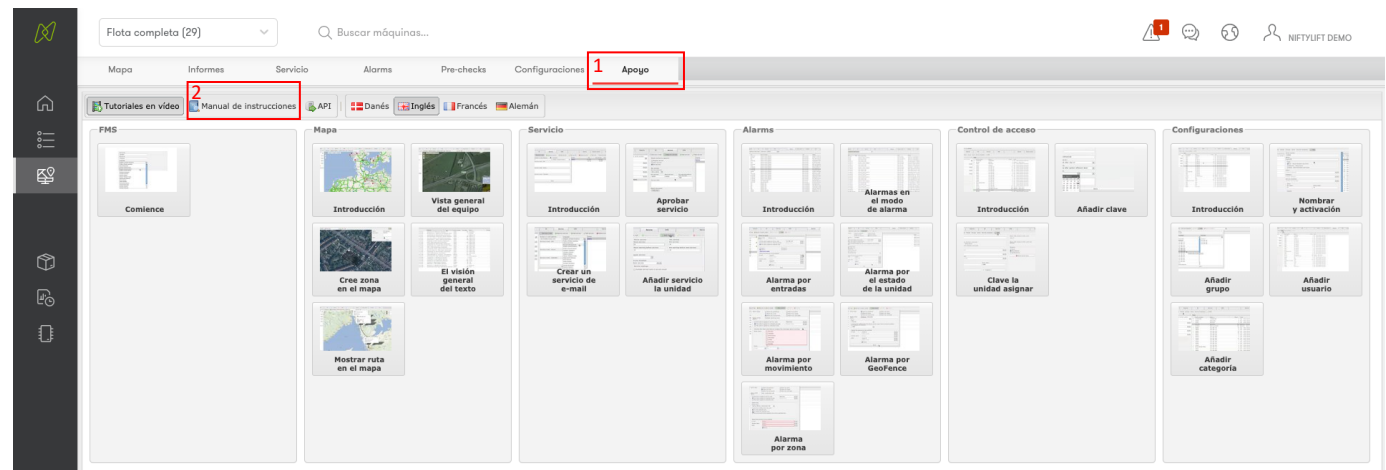 Flota completa (29)
Buscar máquinas...
1
NIFTYLIFT DEMO
Mapa
Informes
Servicio
Alarms
Pre-checks
Configuraciones
1
Apoyo
2
Tutoriales en vídeo
Manual de instrucciones
API
Danés
Inglés
Francés
Alemán
FMS
Comience
Mapa
Introducción
Vista general
del equipo
Cree zona
en el mapa
El visión
general
del texto
Mostrar ruta
en el mapa
Servicio
Introducción
Aprobar
servicio
Crear un
servicio de
e-mail
Añadir servicio
la unidad
Alarms
Introducción
Alarmas en
el modo
de alarma
Alarma por
entradas
Alarma por
el estado
de la unidad
Alarma por
movimiento
Alarma por
GeoFence
Alarma
por zona
Control de acceso
Introducción
Añadir clave
Clave la
unidad asignar
Configuraciones
Introducción
Nombrar
y activación
Añadir
grupo
Añadir
usuario
Añadir
categoría